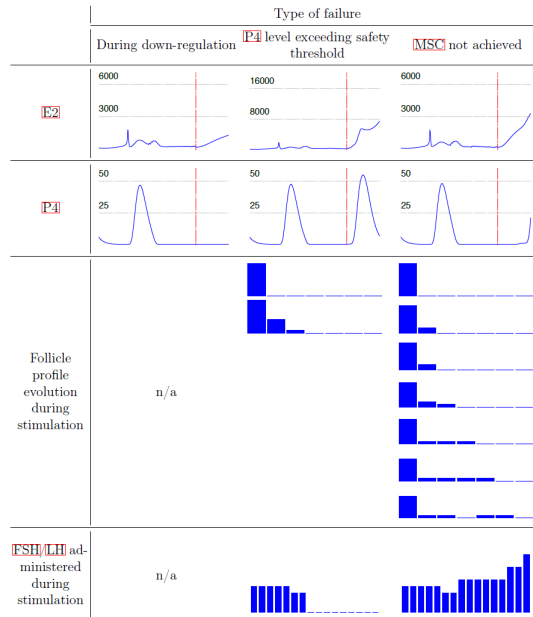 Type of failure
During down-regulation
P4 level exceeding safety
threshold
MSC not achieved
E2
6000
3000
16000
8000
6000
3000
P4
50
25
50
25
50
25
Follicle
profile
evolution
during
stimulation
n/a
FSH/LH ad-
ministered
during
stimulation
n/a